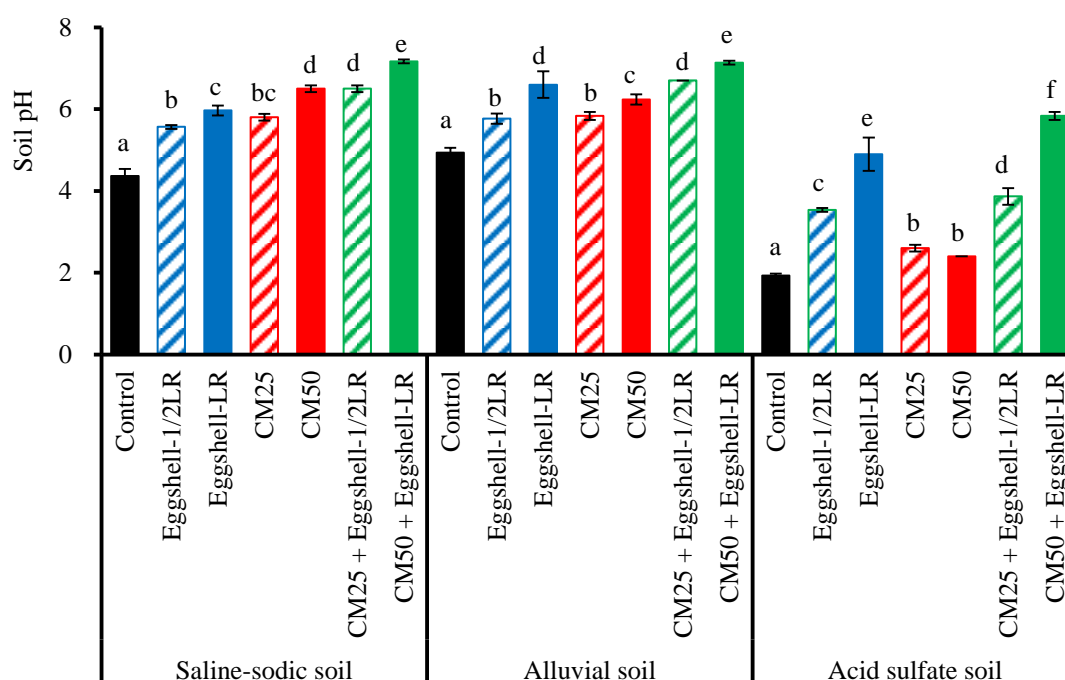 Soil pH
8
6
4
2
0
a
b
c
bc
d
d
e
a
b
d
b
c
d
e
a
c
e
b
b
d
f
Control
Eggshell-1/2LR
Eggshell-LR
CM25
CM50
CM25 + Eggshell-1/2LR
CM50 + Eggshell-LR
Control
Eggshell-1/2LR
Eggshell-LR
CM25
CM50
CM25 + Eggshell-1/2LR
CM50 + Eggshell-LR
Control
Eggshell-1/2LR
Eggshell-LR
CM25
CM50
CM25 + Eggshell-1/2LR
CM50 + Eggshell-LR
Saline-sodic soil
Alluvial soil
Acid sulfate soil